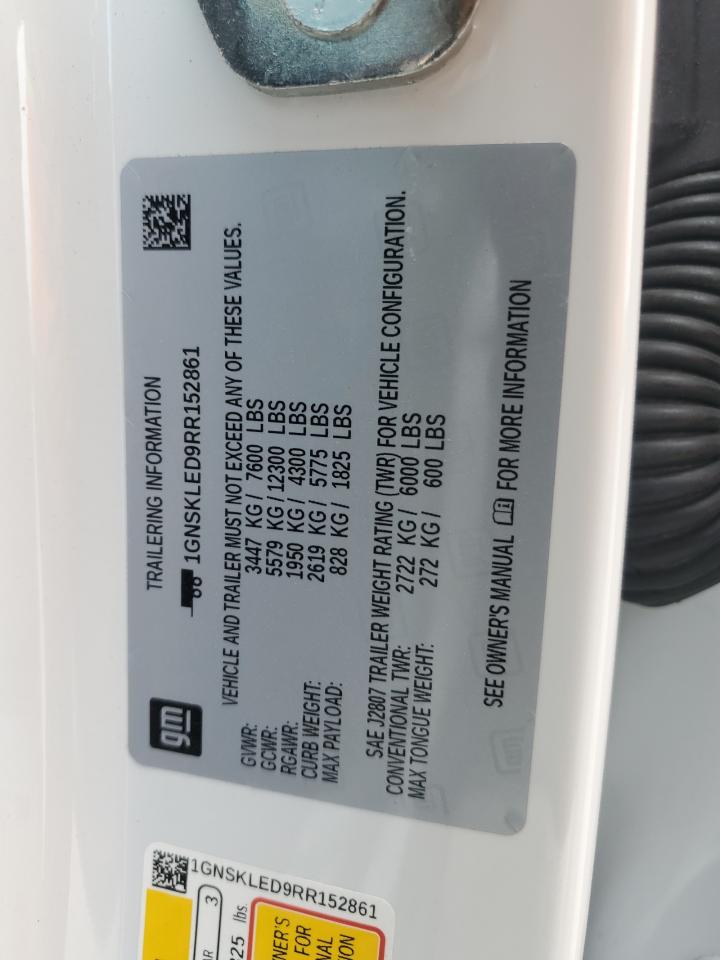 gm
TRAILERING INFORMATION
1GNSKLED9RR152861
VEHICLE AND TRAILER MUST NOT EXCEED ANY OF THESE VALUES.
GVWR: 3447 KG / 7600 LBS
GCWR: 5579 KG /12300 LBS
RGAWR: 1950 KG / 4300 LBS
CURB WEIGHT: 2619 KG / 5775 LBS
MAX PAYLOAD: 828 KG / 1825 LBS
SAE J2807 TRAILER WEIGHT RATING (TWR) FOR VEHICLE CONFIGURATION.
CONVENTIONAL TWR: 2722 KG / 6000 LBS
MAX TONGUE WEIGHT: 272 KG / 600 LBS
SEE OWNER'S MANUAL FOR MORE INFORMATION
1GNSKLED9RR152861
3
lbs.
FOR